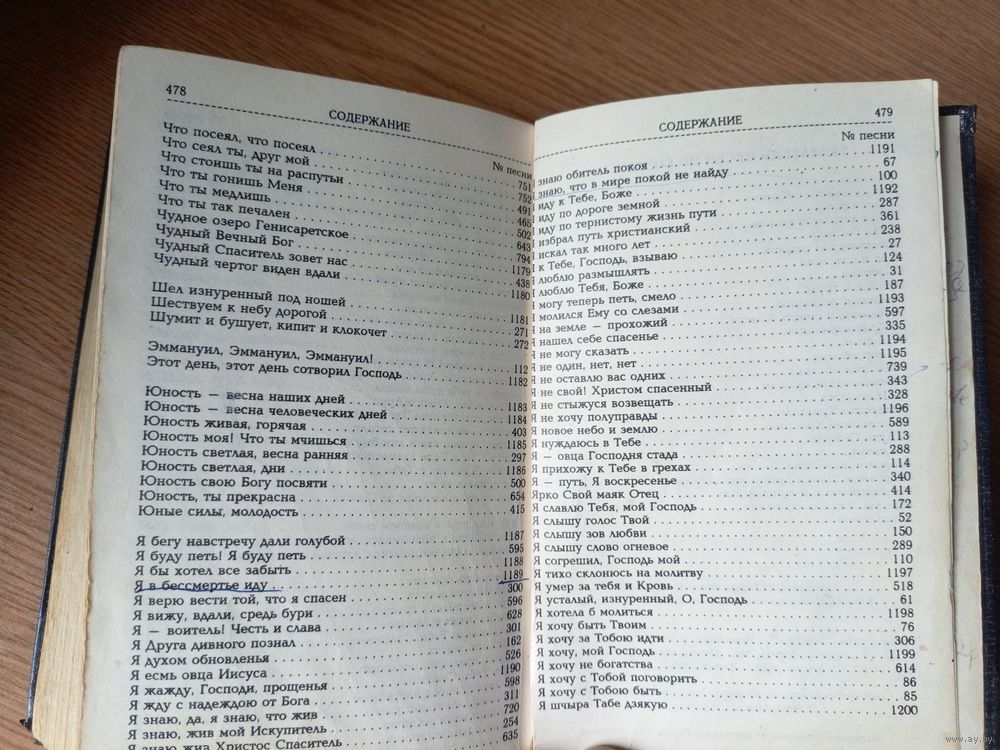 478
СОДЕРЖАНИЕ
№ песни
Что посеял, что посеял 751
Что сеял ты, друг мой 752
Что стоишь ты на распутьи 491
Что ты гонишь Меня 465
Что ты медлишь 502
Что ты так печален 643
Чудное озеро Генисаретское 794
Чудный Вечный Бог 1179
Чудный Спаситель зовет нас 438
Чудный чертог виден вдали 1180
Шел изнуренный под ношей 1181
Шествуем к небу дорогой 271
Шумит и бушует, кипит и клокочет 272
Эммануил, Эммануил, Эммануил! 112
Этот день, этот день сотворил Господь 1182
Юность — весна наших дней 1183
Юность — весна человеческих дней 1184
Юность живая, горячая 403
Юность моя! Что ты мчишься 1185
Юность светлая, весна ранняя 297
Юность светлая, дни 1186
Юность свою Богу посвяти 500
Юность, ты прекрасна 654
Юные силы, молодость 415
Я бегу навстречу дали голубой 1187
Я буду петь! Я буду петь 595
Я бы хотел все забыть 1188
Я в бессмертье иду 1189
Я верю вести той, что я спасен 300
Я вижу, вдали, средь бури 596
Я — воитель! Честь и слава 628
Я Друга дивного познал 301
Я духом обновленья 162
Я есмь овца Иисуса 526
Я жажду, Господи, прощенья 1190
Я жду с надеждою от Бога 598
Я знаю, да, я знаю, что жив 311
Я знаю, жив мой Искупитель 720
Я знаю жив Христос Спаситель 254
635
СОДЕРЖАНИЕ
479
№ песни
Я знаю обитель покоя 1191
Я знаю, что в мире покой не найду 67
Я иду к Тебе, Боже 100
Я иду по дороге земной 1192
Я иду по тернистому жизнь пути 287
Я избрал путь христианский 361
Я искал так много лет 238
Я к Тебе, Господь, взываю 27
Я люблю размышлять 124
Я люблю Тебя, Боже 31
Я могу теперь петь, смело 187
Я молился Ему со слезами 1193
Я на земле — прохожий 597
Я нашел себе спасенье 335
Я не могу сказать 1194
Я не один, нет, нет 1195
Я не оставлю вас одних 739
Я не свой! Христом спасенный 343
Я не стыжуся возвещать 328
Я не хочу полуправды 1196
Я новое небо и землю 589
Я нуждаюсь в Тебе 113
Я — овца Господня стада 288
Я прихожу к Тебе в грехах 114
Я — путь, Я воскресенье 340
Ярко Свой маяк Отец 414
Я славлю Тебя, мой Господь 172
Я слышу голос Твой 52
Я слышу зов любви 150
Я слышу слово огневое 289
Я согрешил, Господь мой 110
Я тихо склонюсь на молитву 1197
Я умер за тебя и Кровь 518
Я усталый, изнуренный, О, Господь 61
Я хотела б молиться 1198
Я хочу быть Твоим 76
Я хочу за Тобою идти 306
Я хочу, мой Господь 1199
Я хочу не богатства 614
Я хочу с Тобой поговорить 86
Я хочу с Тобою быть 85
Я шчыра Табе дзякую 1200
www.ay.by